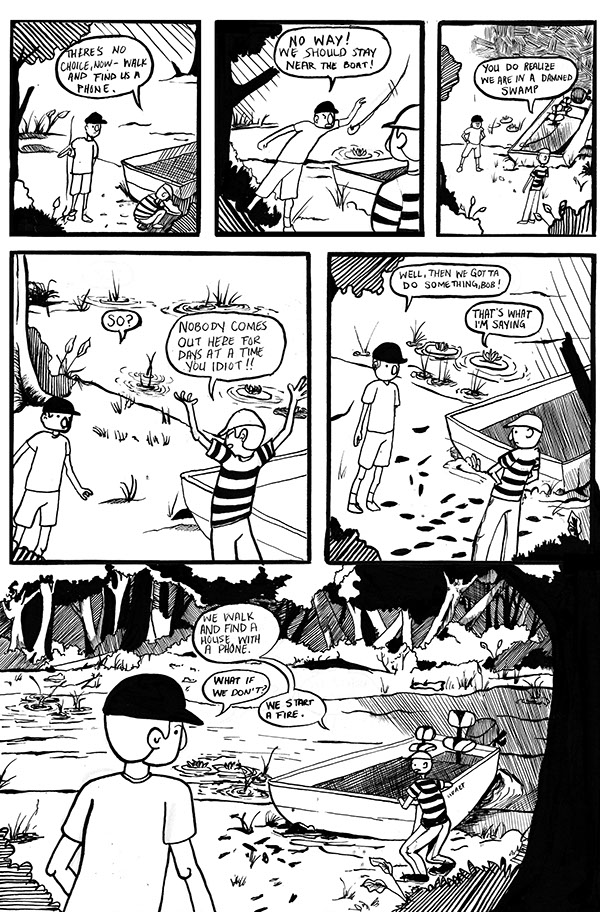 THERE'S NO
CHOICE, NOW- WALK
AND FIND US A
PHONE.
NO WAY!
WE SHOULD STAY
NEAR THE BOAT!
YOU DO REALIZE
WE ARE IN A DAMNED
SWAMP
SO?
NOBODY COMES
OUT HERE FOR
DAYS AT A TIME
YOU IDIOT!!
WELL, THEN WE GOTTA
DO SOMETHING, BOB!
THAT'S WHAT
I'M SAYING
WE WALK
AND FIND A
HOUSE WITH
A PHONE.
WHAT IF
WE DON'T?
WE START
A FIRE.